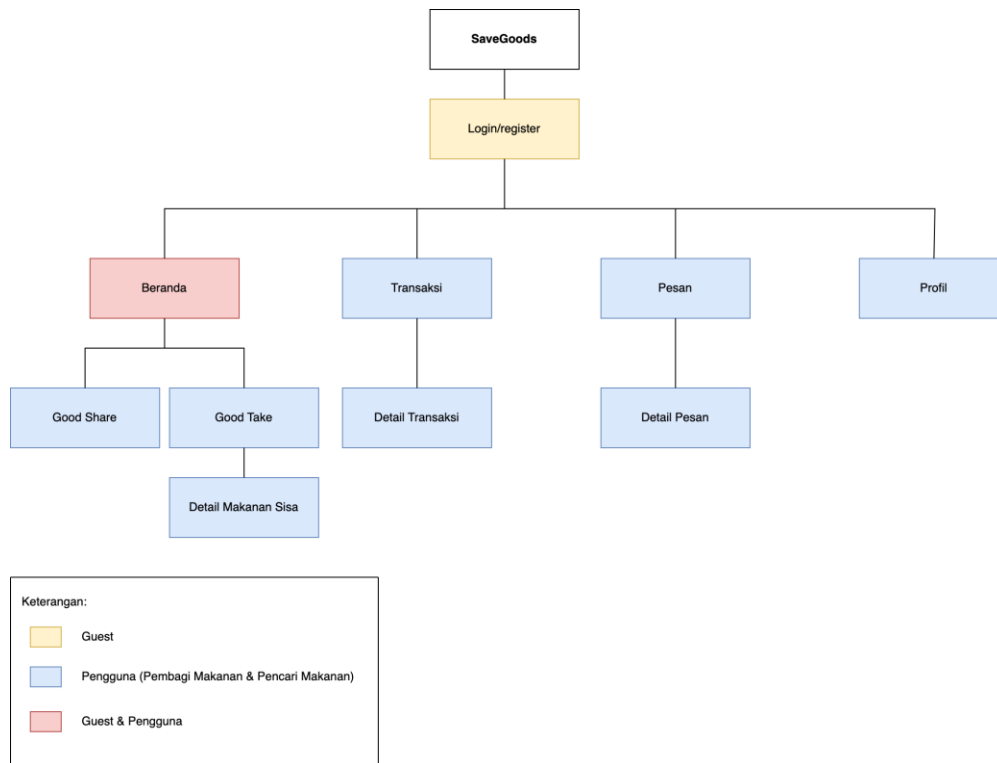 SaveGoods
Login/register
Beranda
Transaksi
Pesan
Profil
Good Share
Good Take
Detail Transaksi
Detail Pesan
Detail Makanan Sisa
Keterangan:
Guest
Pengguna (Pembagi Makanan & Pencari Makanan)
Guest & Pengguna